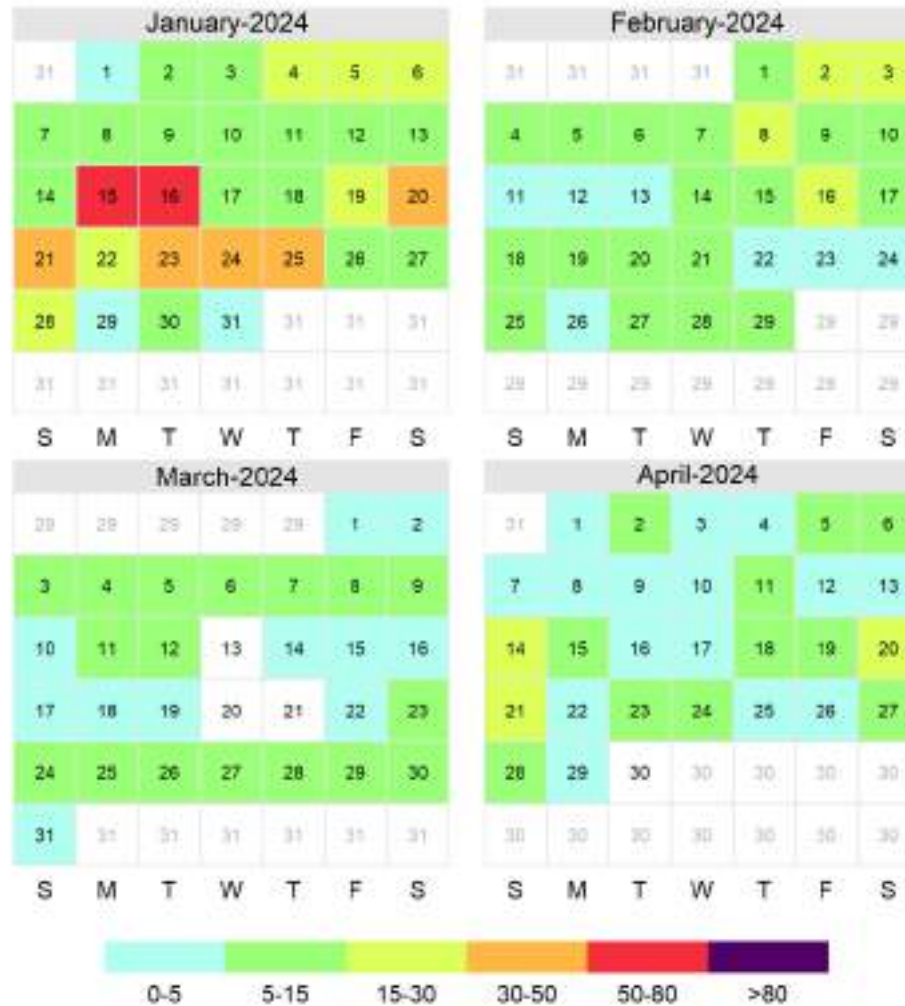 January-2024
31 1 2 3 4 5 6
7 8 9 10 11 12 13
14 15 16 17 18 19 20
21 22 23 24 25 26 27
28 29 30 31 31 31 31
31 31 31 31 31 31 31
S M T W T F S
February-2024
31 31 31 31 1 2 3
4 5 6 7 8 9 10
11 12 13 14 15 16 17
18 19 20 21 22 23 24
25 26 27 28 29 29 29
29 29 29 29 29 29 29
S M T W T F S
March-2024
29 29 29 29 29 1 2
3 4 5 6 7 8 9
10 11 12 13 14 15 16
17 18 19 20 21 22 23
24 25 26 27 28 29 30
31 31 31 31 31 31 31
S M T W T F S
April-2024
31 1 2 3 4 5 6
7 8 9 10 11 12 13
14 15 16 17 18 19 20
21 22 23 24 25 26 27
28 29 30 30 30 30 30
30 30 30 30 30 30 30
S M T W T F S
0-5 5-15 15-30 30-50 50-80 >80